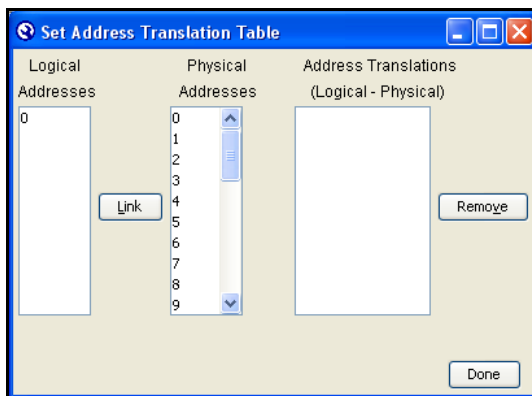 Set Address Translation Table
Logical Addresses
Physical Addresses
Address Translations
(Logical - Physical)
0
Link
0
1
2
3
4
5
6
7
8
9
Remove
Done